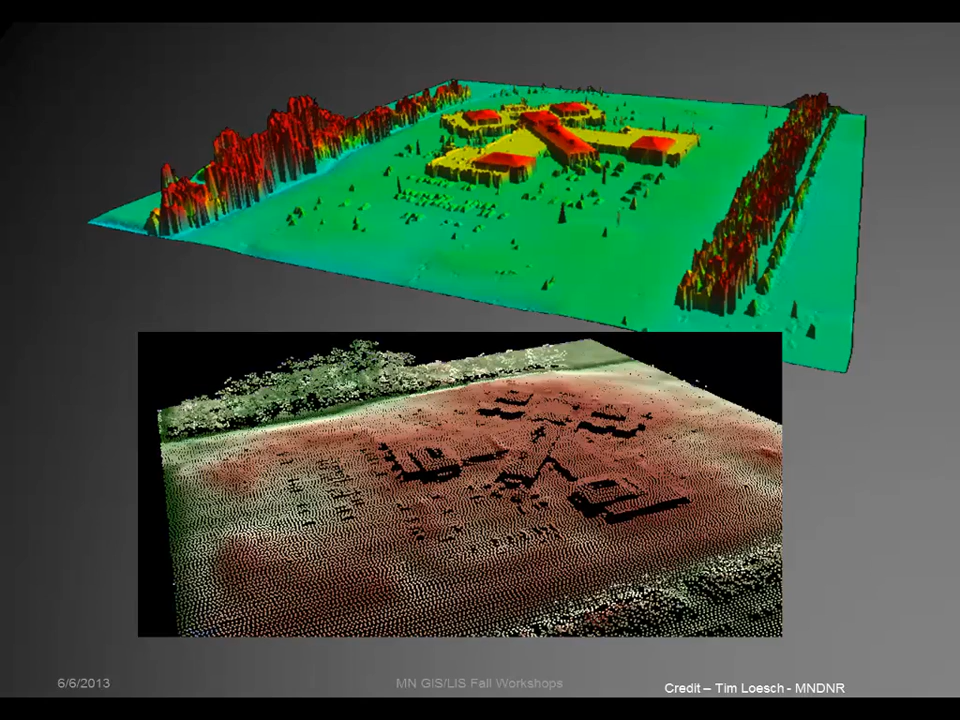 6/6/2013
MN GIS/LIS Fall Workshops
Credit – Tim Loesch - MNDNR